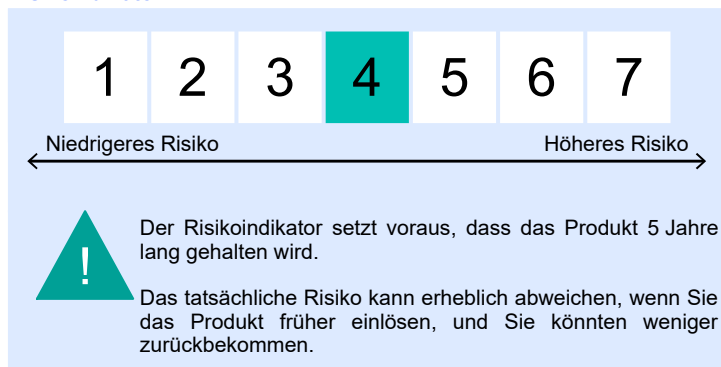 1 2 3 4 5 6 7
Niedrigeres Risiko Höheres Risiko
!
Der Risikoindikator setzt voraus, dass das Produkt 5 Jahre
lang gehalten wird.
Das tatsächliche Risiko kann erheblich abweichen, wenn Sie
das Produkt früher einlösen, und Sie könnten weniger
zurückbekommen.